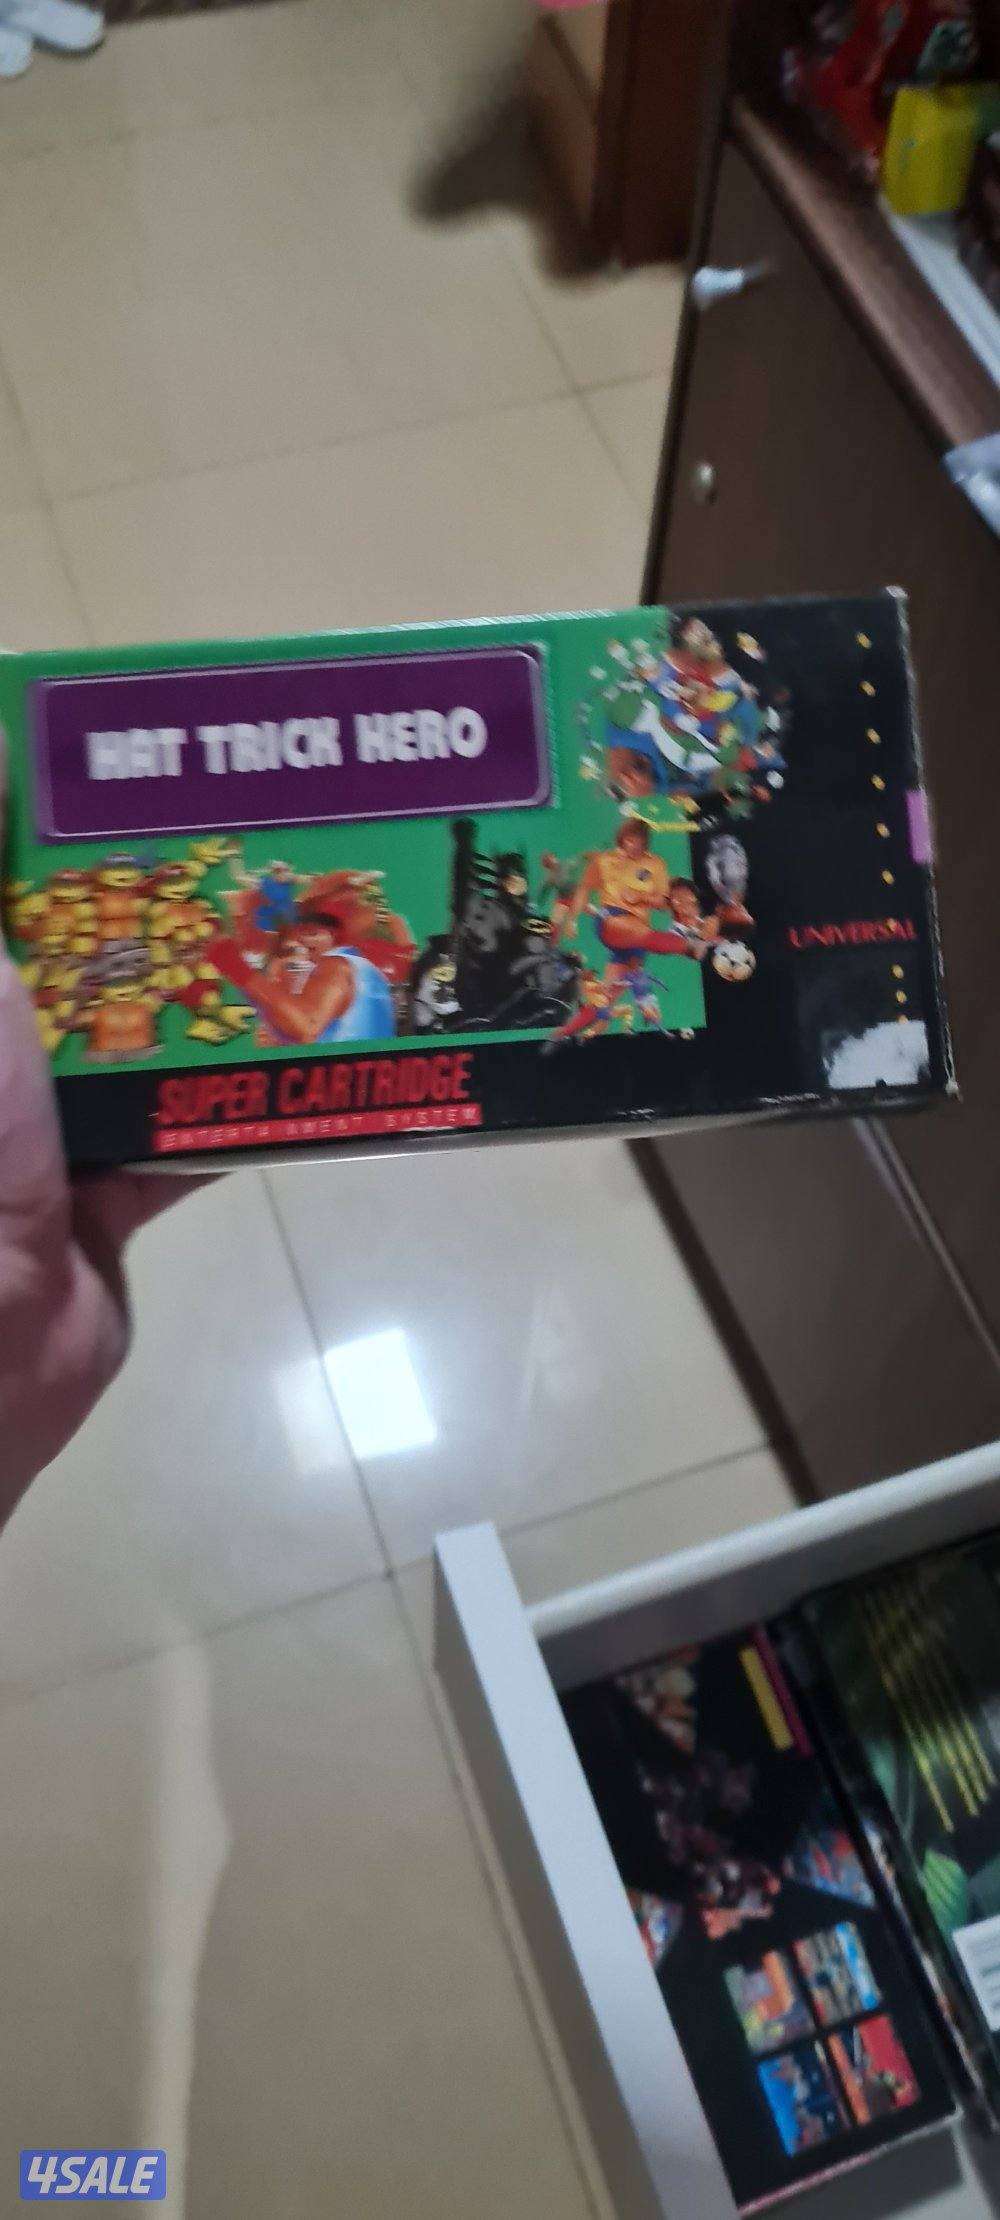 HAT TRICK HERO
UNIVERSAL
SUPER CARTRIDGE
ENTERTAINMENT SYSTEM
4SALE